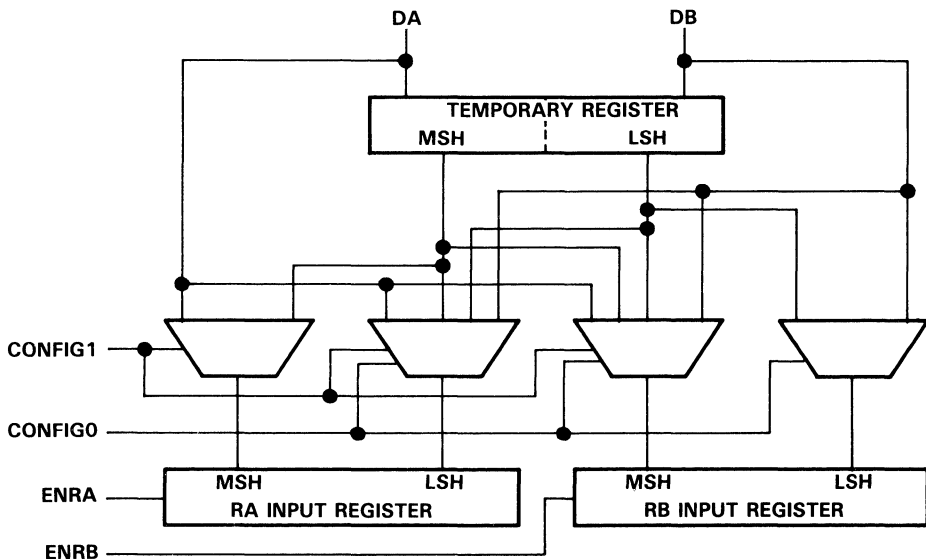 DA DB
TEMPORARY REGISTER
MSH LSH
CONFIG1
CONFIG0
MSH LSH MSH LSH
ENRA RA INPUT REGISTER RB INPUT REGISTER
ENRB